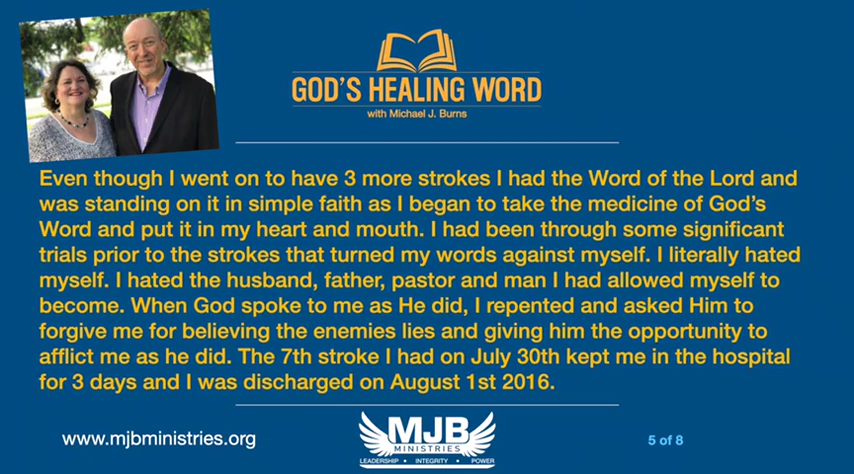 GOD'S HEALING WORD
with Michael J. Burns
Even though I went on to have 3 more strokes I had the Word of the Lord and
was standing on it in simple faith as I began to take the medicine of God's
Word and put it in my heart and mouth. I had been through some significant
trials prior to the strokes that turned my words against myself. I literally hated
myself. I hated the husband, father, pastor and man I had allowed myself to
become. When God spoke to me as He did, I repented and asked Him to
forgive me for believing the enemies lies and giving him the opportunity to
afflict me as he did. The 7th stroke I had on July 30th kept me in the hospital
for 3 days and I was discharged on August 1st 2016.
www.mjbministries.org
MJB
MINISTRIES
LEADERSHIP • INTEGRITY • POWER
5 of 8